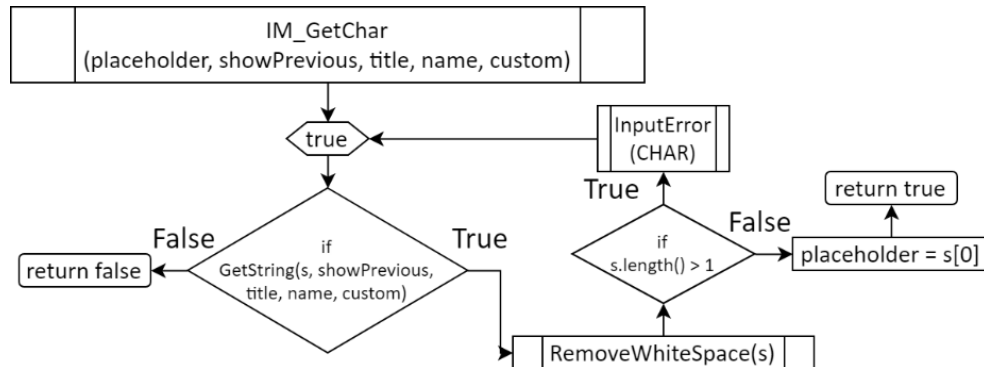 IM_GetChar
(placeholder, showPrevious, title, name, custom)
true
InputError
(CHAR)
True
return true
False
if
s.length() > 1
placeholder = s[0]
False
True
if
GetString(s, showPrevious,
title, name, custom)
return false
RemoveWhiteSpace(s)